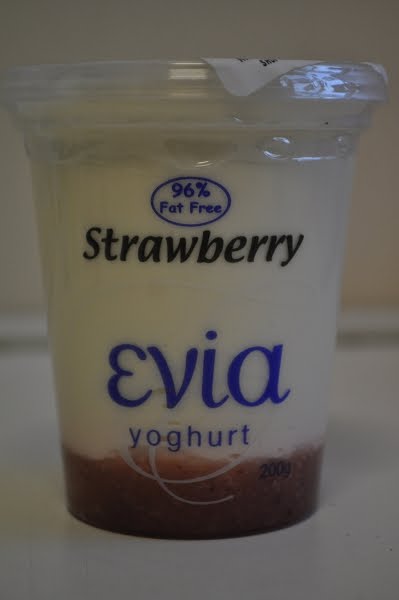 96%
Fat Free
Strawberry
εvia
yoghurt
200g